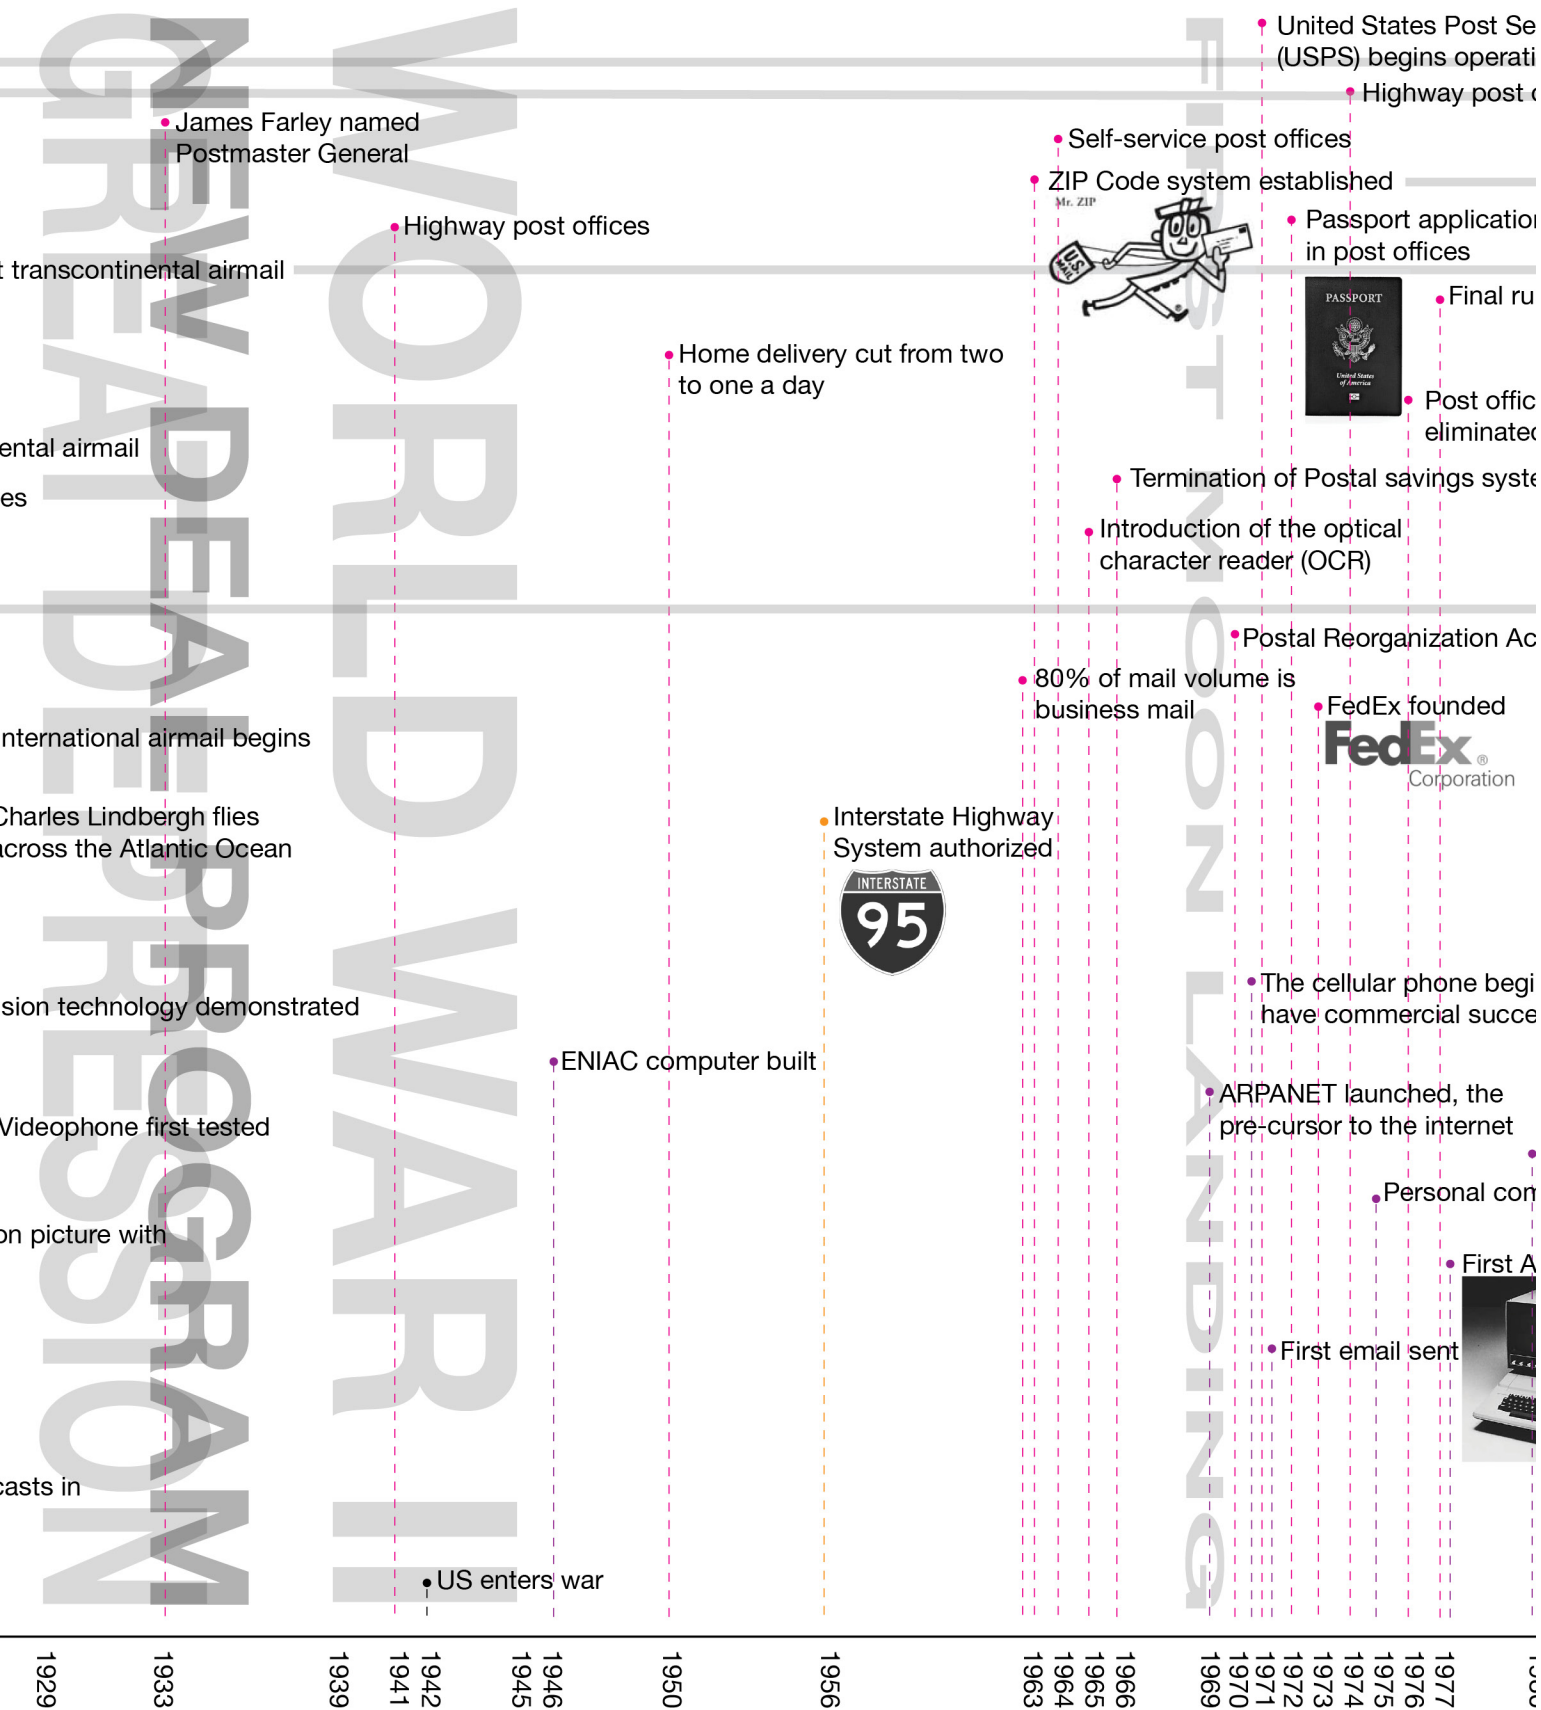 GREAT DEPRESSION
NEW DEAL PROGRAM
WORLD WAR II
FIRST MOON LANDING
United States Post Se
(USPS) begins operati
Highway post
James Farley named
Postmaster General
Self-service post offices
ZIP Code system established
Mr. ZIP
U.S. MAIL
Passport application
in post offices
Highway post offices
t transcontinental airmail
PASSPORT
United States
of America
Final ru
Home delivery cut from two
to one a day
Post offic
eliminated
ental airmail
es
Termination of Postal savings syste
Introduction of the optical
character reader (OCR)
Postal Reorganization Ac
80% of mail volume is
business mail
FedEx founded
FedEx ®
Corporation
nternational airmail begins
Charles Lindbergh flies
across the Atlantic Ocean
Interstate Highway
System authorized
INTERSTATE
95
The cellular phone begi
have commercial succe
sion technology demonstrated
ENIAC computer built
ARPANET launched, the
pre-cursor to the internet
Videophone first tested
Personal com
on picture with
First A
First email sent
casts in
US enters war
1929
1933
1939
1941
1942
1945
1946
1950
1956
1963
1964
1965
1966
1969
1970
1971
1972
1973
1974
1975
1976
1977